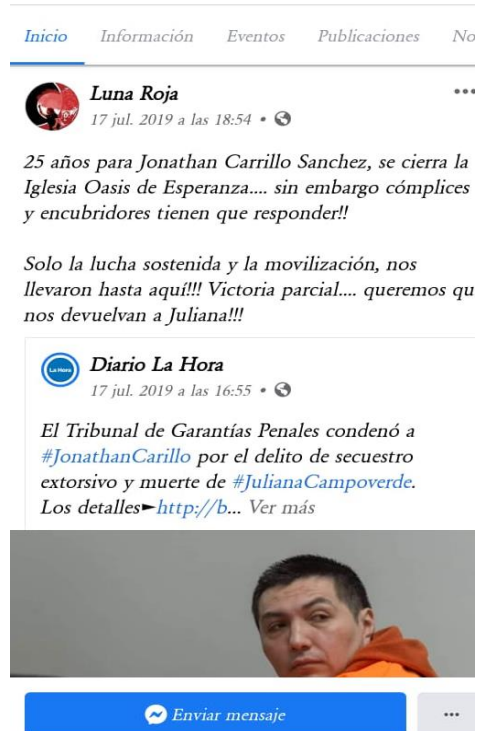 Inicio Información Eventos Publicaciones No
Luna Roja
17 jul. 2019 a las 18:54 •
25 años para Jonathan Carrillo Sanchez, se cierra la
Iglesia Oasis de Esperanza.... sin embargo cómplices
y encubridores tienen que responder!!
Solo la lucha sostenida y la movilización, nos
llevaron hasta aquí!!! Victoria parcial.... queremos qu
nos devuelvan a Juliana!!!
La Hora
Diario La Hora
17 jul. 2019 a las 16:55 •
El Tribunal de Garantías Penales condenó a
#JonathanCarillo por el delito de secuestro
extorsivo y muerte de #JulianaCampoverde.
Los detalles►http://b... Ver más
Enviar mensaje